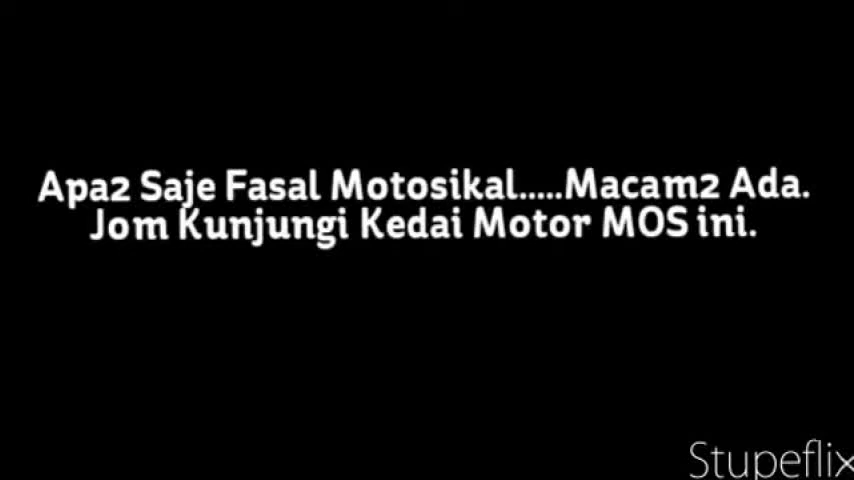 Apa2 Saje Fasal Motosikal.....Macam2 Ada.
Jom Kunjungi Kedai Motor MOS ini.
Stupeflix